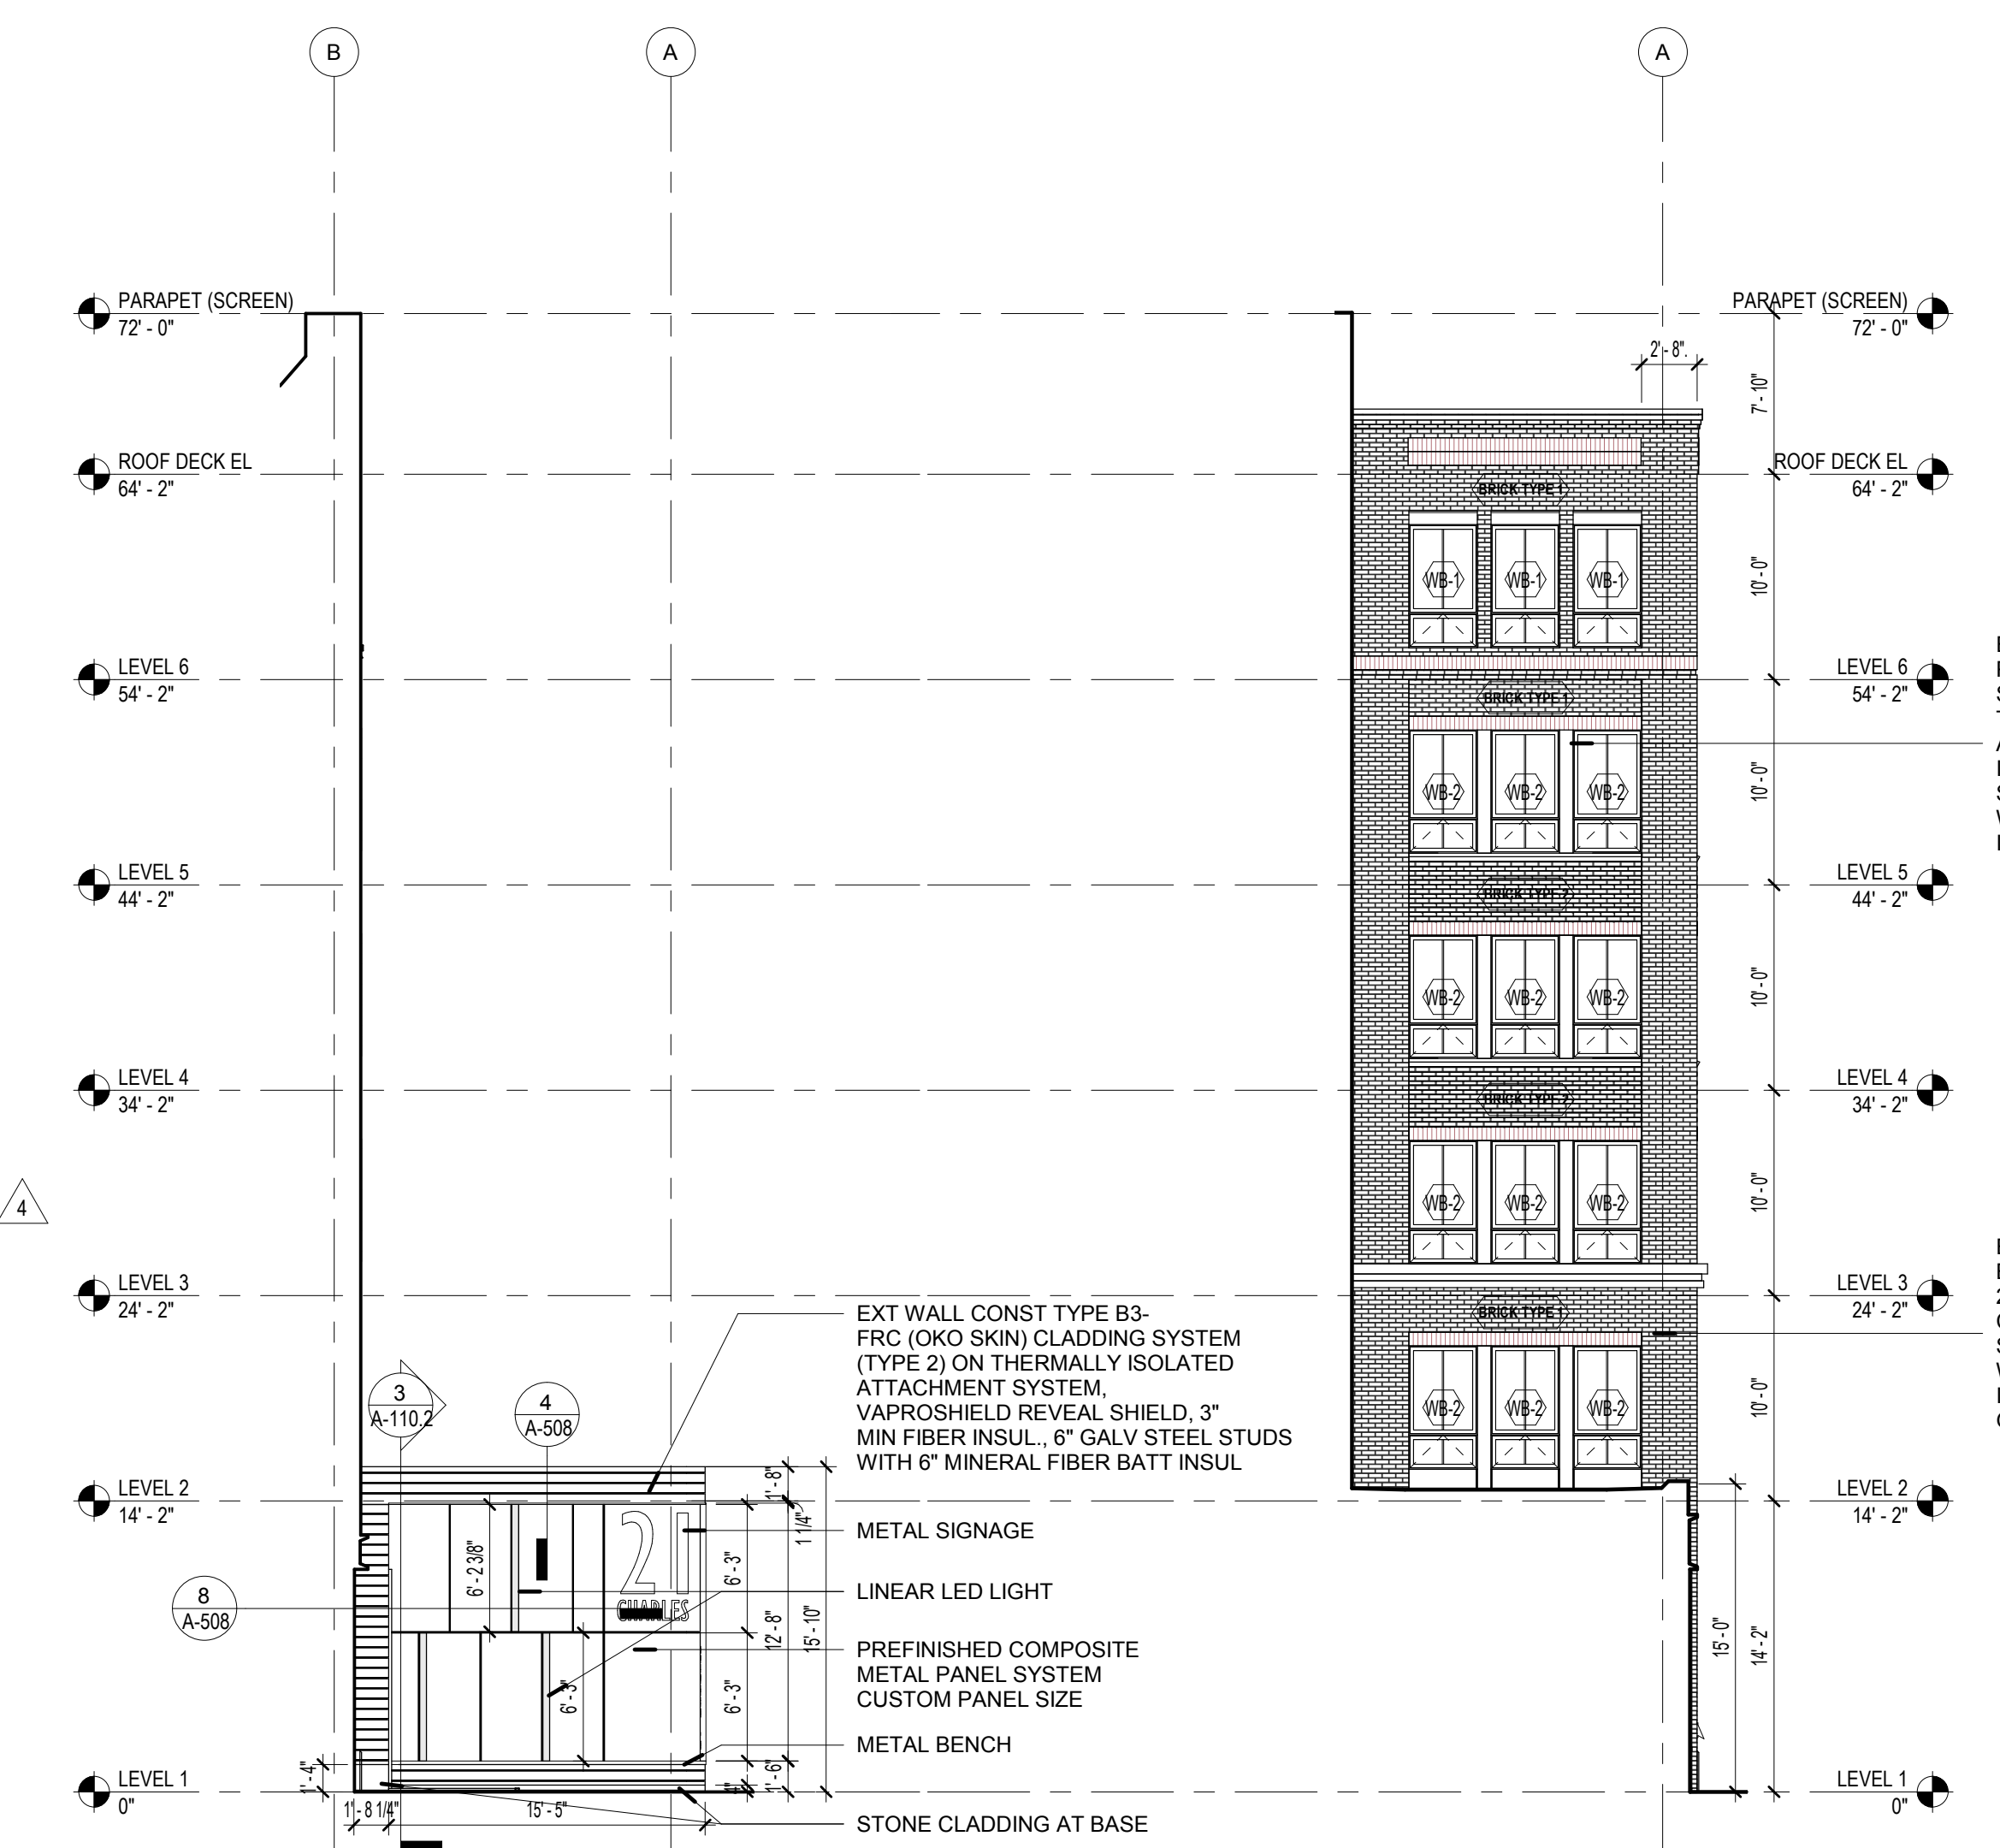 B
A
A
PARAPET (SCREEN)
72' - 0"
PARAPET (SCREEN)
72' - 0"
2' - 8".
7' - 10"
ROOF DECK EL
64' - 2"
ROOF DECK EL
64' - 2"
BRICK TYPE 1
WB-1
WB-1
WB-1
10' - 0"
LEVEL 6
54' - 2"
LEVEL 6
54' - 2"
BRICK TYPE 1
WB-2
WB-2
WB-2
10' - 0"
LEVEL 5
44' - 2"
LEVEL 5
44' - 2"
BRICK TYPE 2
WB-2
WB-2
WB-2
10' - 0"
LEVEL 4
34' - 2"
LEVEL 4
34' - 2"
BRICK TYPE 2
WB-2
WB-2
WB-2
10' - 0"
4
LEVEL 3
24' - 2"
LEVEL 3
24' - 2"
BRICK TYPE 1
WB-2
WB-2
WB-2
10' - 0"
EXT WALL CONST TYPE B3-
FRC (OKO SKIN) CLADDING SYSTEM
(TYPE 2) ON THERMALLY ISOLATED
ATTACHMENT SYSTEM,
VAPROSHIELD REVEAL SHIELD, 3"
MIN FIBER INSUL., 6" GALV STEEL STUDS
WITH 6" MINERAL FIBER BATT INSUL
3
A-110.2
4
A-508
LEVEL 2
14' - 2"
LEVEL 2
14' - 2"
1' - 8"
1 1/4"
METAL SIGNAGE
21
CHARLES
6' - 2 3/8"
6' - 3"
LINEAR LED LIGHT
8
A-508
12' - 8"
15' - 10"
PREFINISHED COMPOSITE
METAL PANEL SYSTEM
CUSTOM PANEL SIZE
6' - 3"
6' - 3"
15' - 0"
14' - 2"
METAL BENCH
1' - 4"
4"
1' - 6"
LEVEL 1
0"
LEVEL 1
0"
1' - 8 1/4"
15' - 5"
STONE CLADDING AT BASE